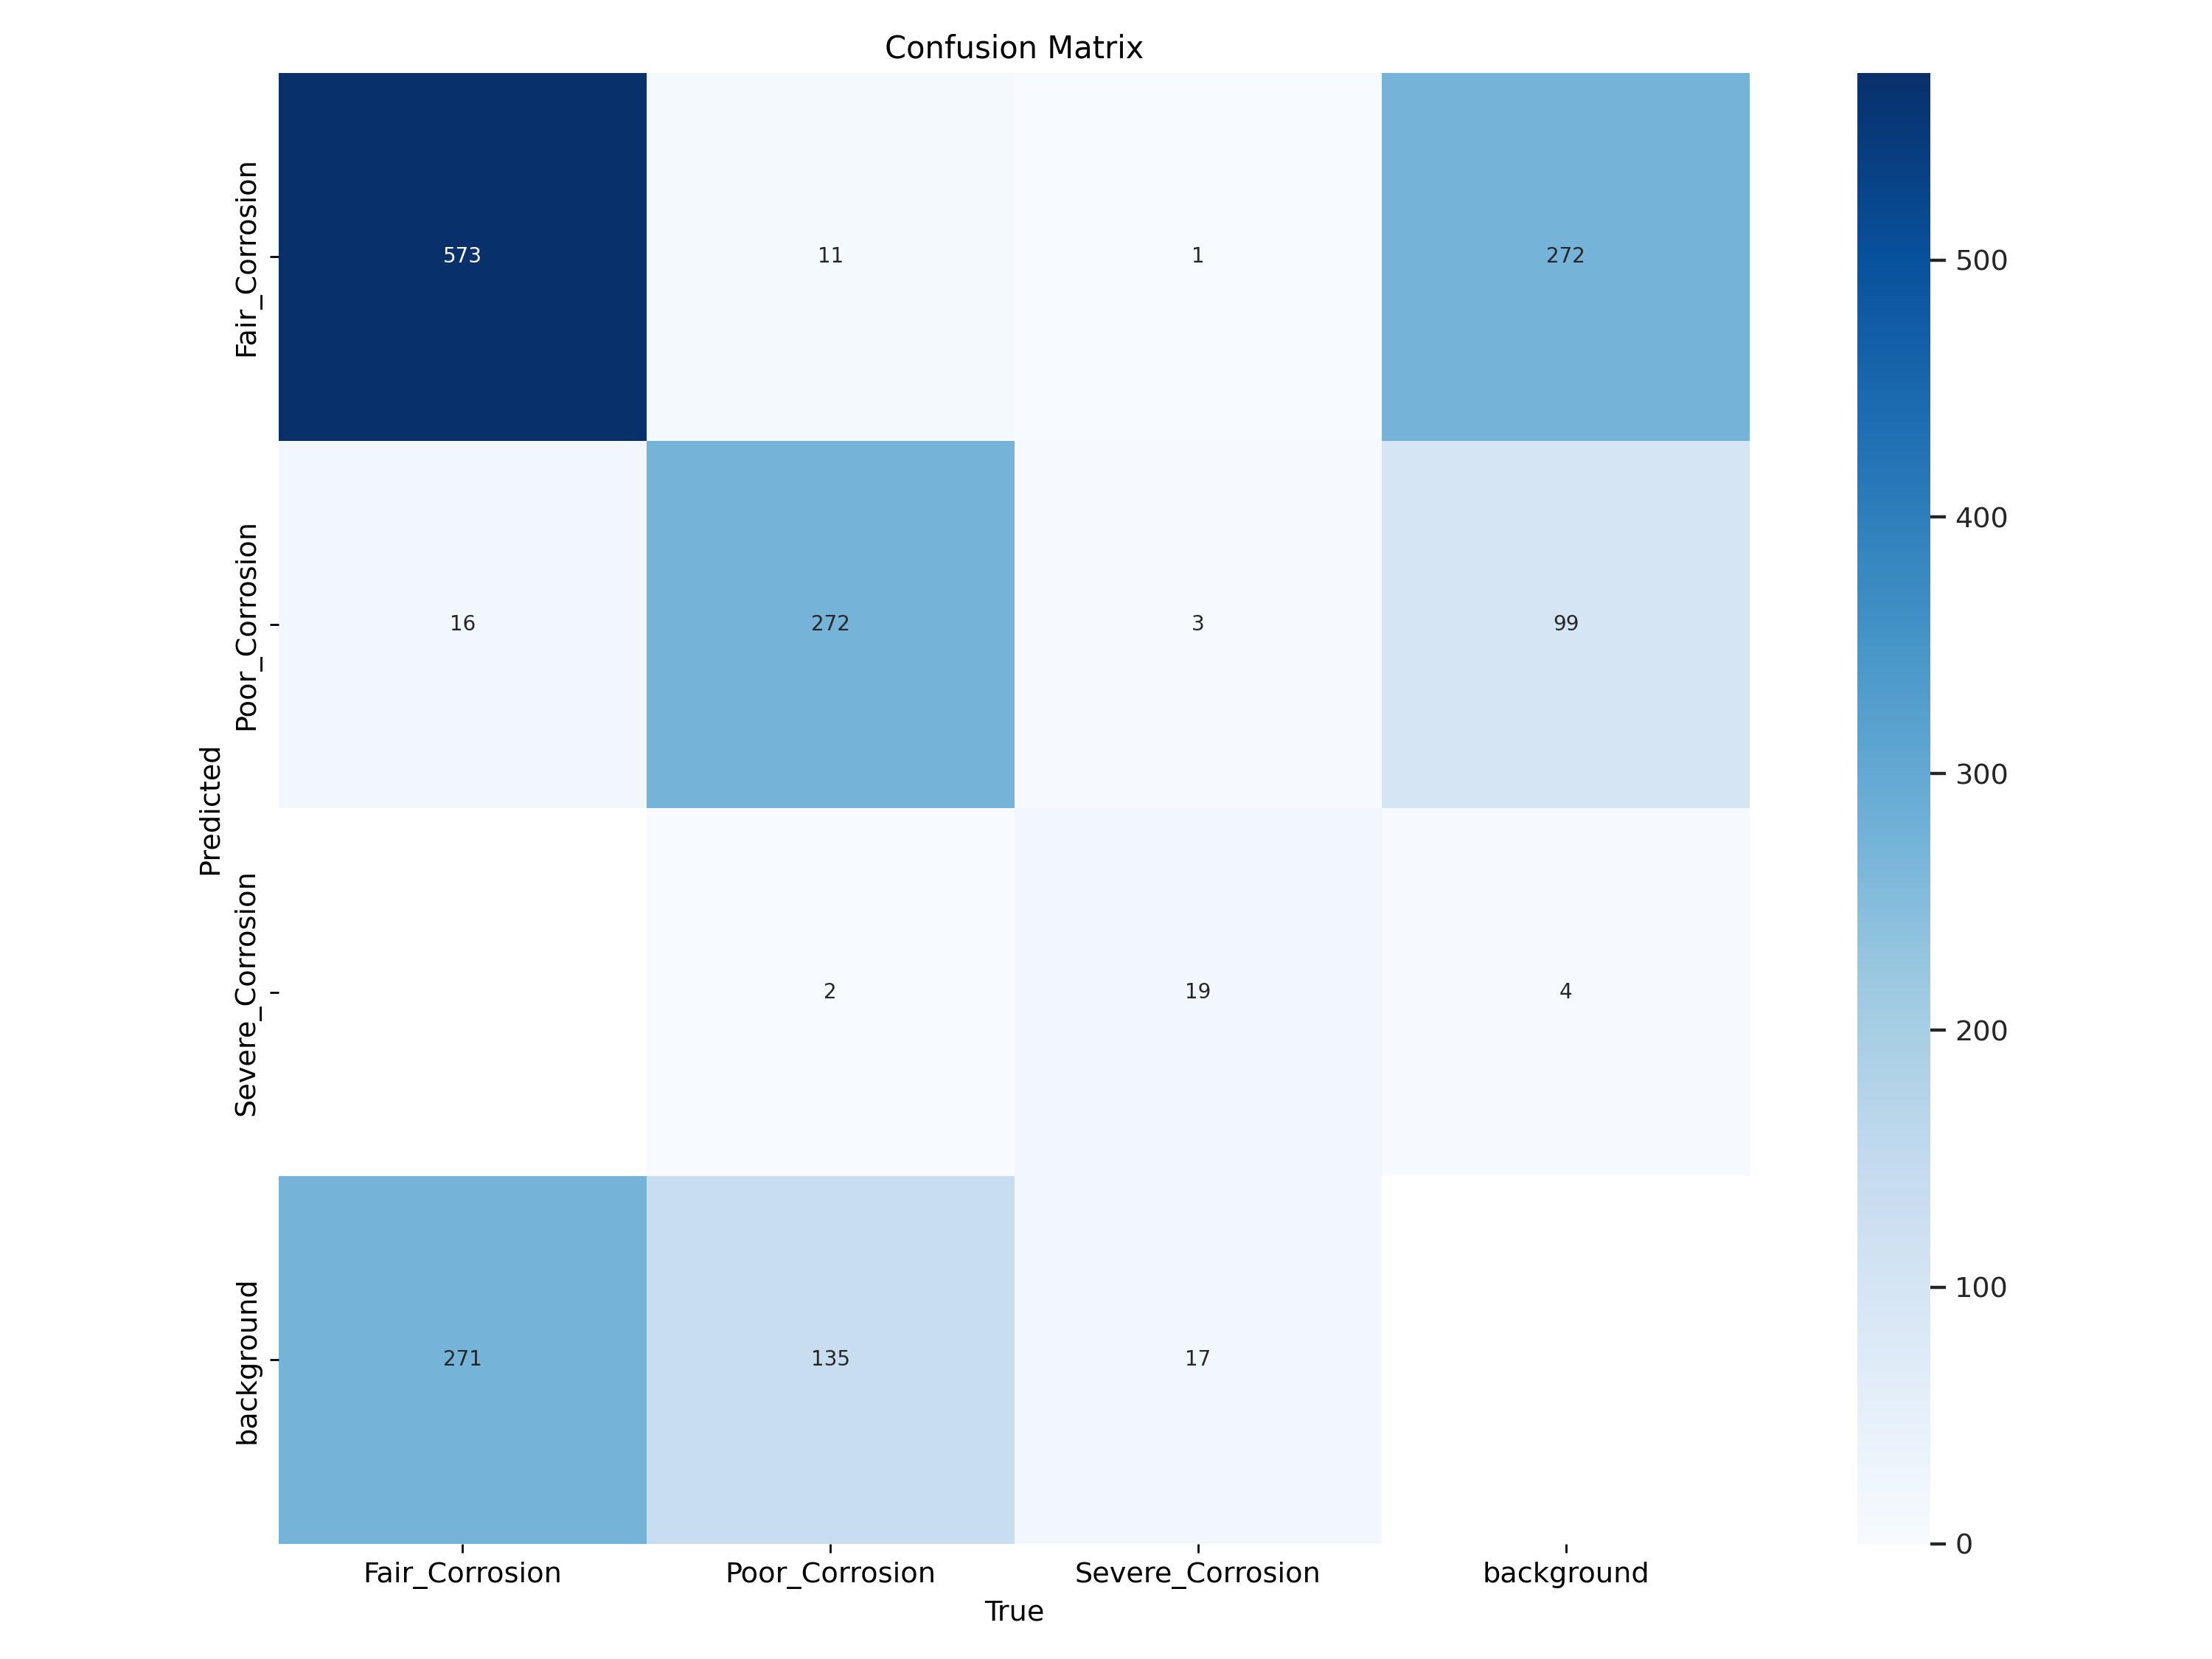 Confusion Matrix
Fair_Corrosion
573
11
1
272
Poor_Corrosion
16
272
3
99
Severe_Corrosion
2
19
4
background
271
135
17
Predicted
Fair_Corrosion
Poor_Corrosion
Severe_Corrosion
background
True
500
400
300
200
100
0